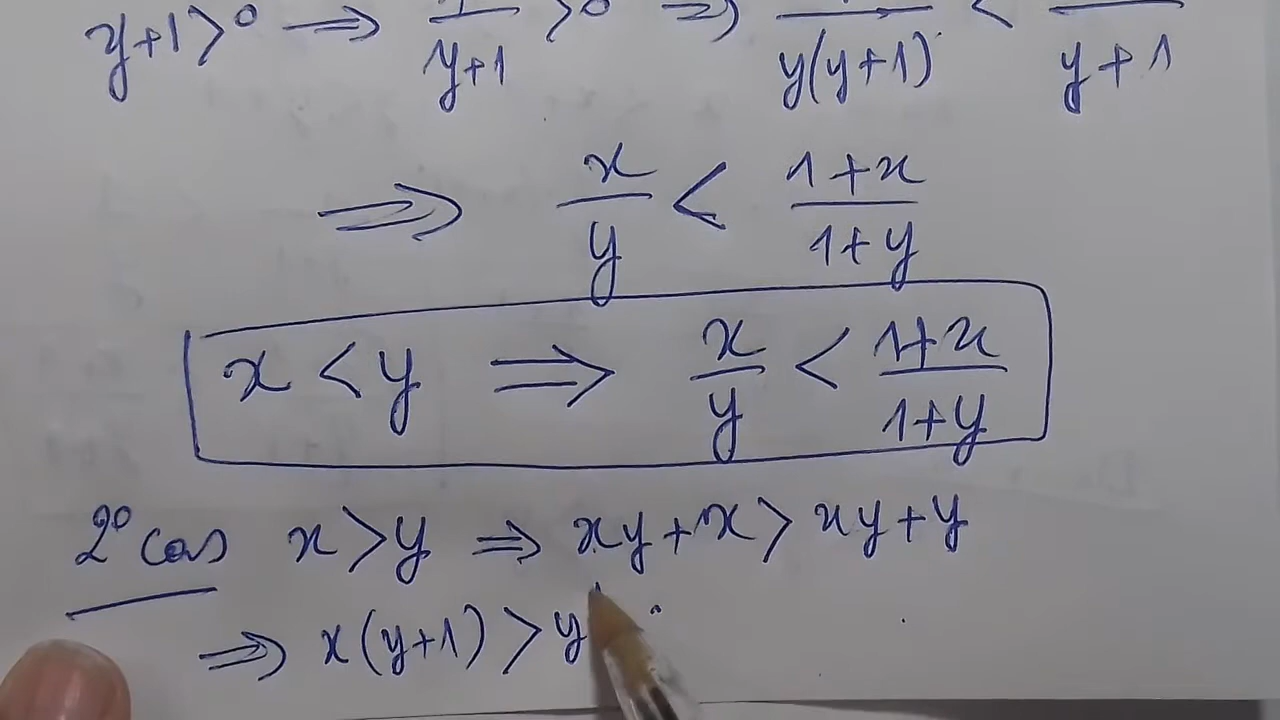 y+1>0 ⟹ 1/(y+1) >0 ⟹ /(y(y+1)) < /(y+1)
⟹ x/y < (1+x)/(1+y)
x<y ⟹ x/y < (1+x)/(1+y)
2° cas x>y ⟹ xy+x > xy+y
⟹ x(y+1) > y